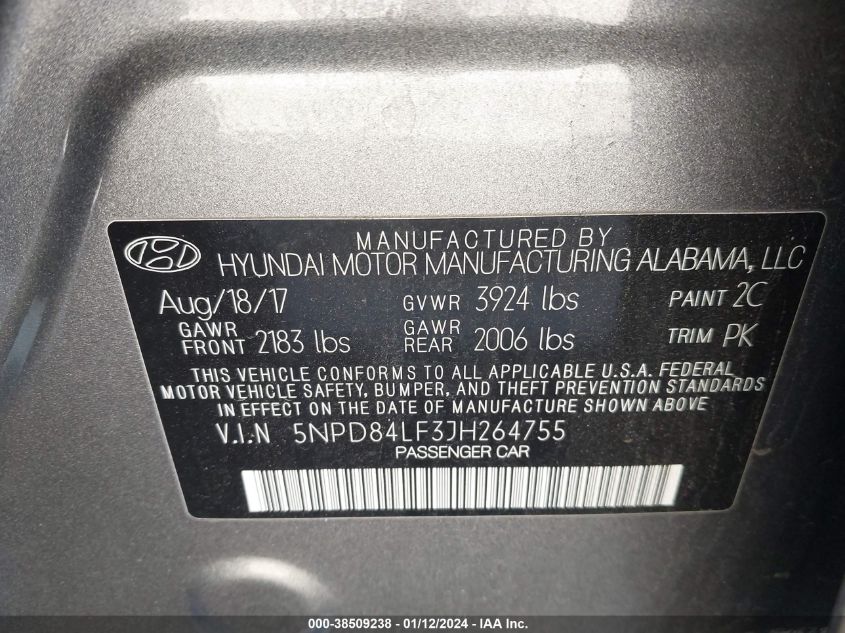 MANUFACTURED BY
HYUNDAI MOTOR MANUFACTURING ALABAMA, LLC
Aug/18/17 GVWR 3924 lbs PAINT 2C
GAWR FRONT 2183 lbs GAWR REAR 2006 lbs TRIM PK
THIS VEHICLE CONFORMS TO ALL APPLICABLE U.S.A. FEDERAL
MOTOR VEHICLE SAFETY, BUMPER, AND THEFT PREVENTION STANDARDS
IN EFFECT ON THE DATE OF MANUFACTURE SHOWN ABOVE.
V.I.N 5NPD84LF3JH264755
PASSENGER CAR
000-38509238 - 01/12/2024 - IAA Inc.